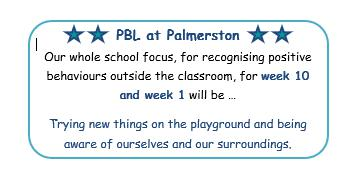 PBL at Palmerston
Our whole school focus, for recognising positive
behaviours outside the classroom, for week 10
and week 1 will be …
Trying new things on the playground and being
aware of ourselves and our surroundings.